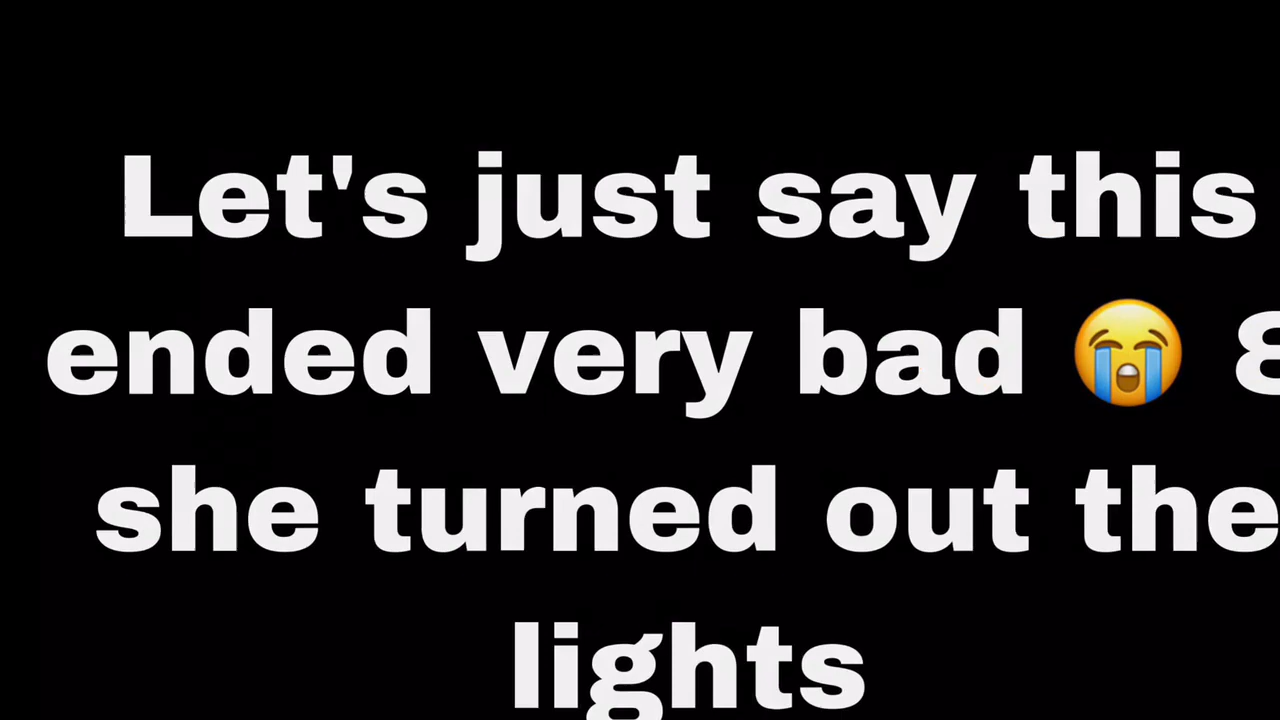 Let's just say this
ended very bad 😭
she turned out the
lights